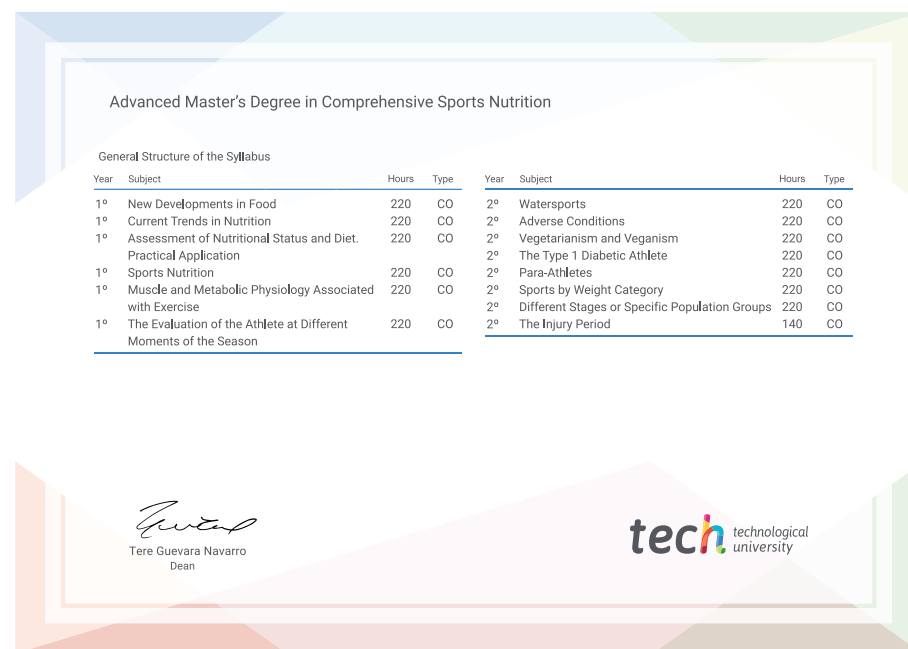 Advanced Master's Degree in Comprehensive Sports Nutrition
General Structure of the Syllabus
Year Subject Hours Type
1º New Developments in Food 220 CO
1º Current Trends in Nutrition 220 CO
1º Assessment of Nutritional Status and Diet. 220 CO
Practical Application
1º Sports Nutrition 220 CO
1º Muscle and Metabolic Physiology Associated 220 CO
with Exercise
1º The Evaluation of the Athlete at Different 220 CO
Moments of the Season
Year Subject Hours Type
2º Watersports 220 CO
2º Adverse Conditions 220 CO
2º Vegetarianism and Veganism 220 CO
2º The Type 1 Diabetic Athlete 220 CO
2º Para-Athletes 220 CO
2º Sports by Weight Category 220 CO
2º Different Stages or Specific Population Groups 220 CO
2º The Injury Period 140 CO
Tere Guevara Navarro
Dean
tech technological
university